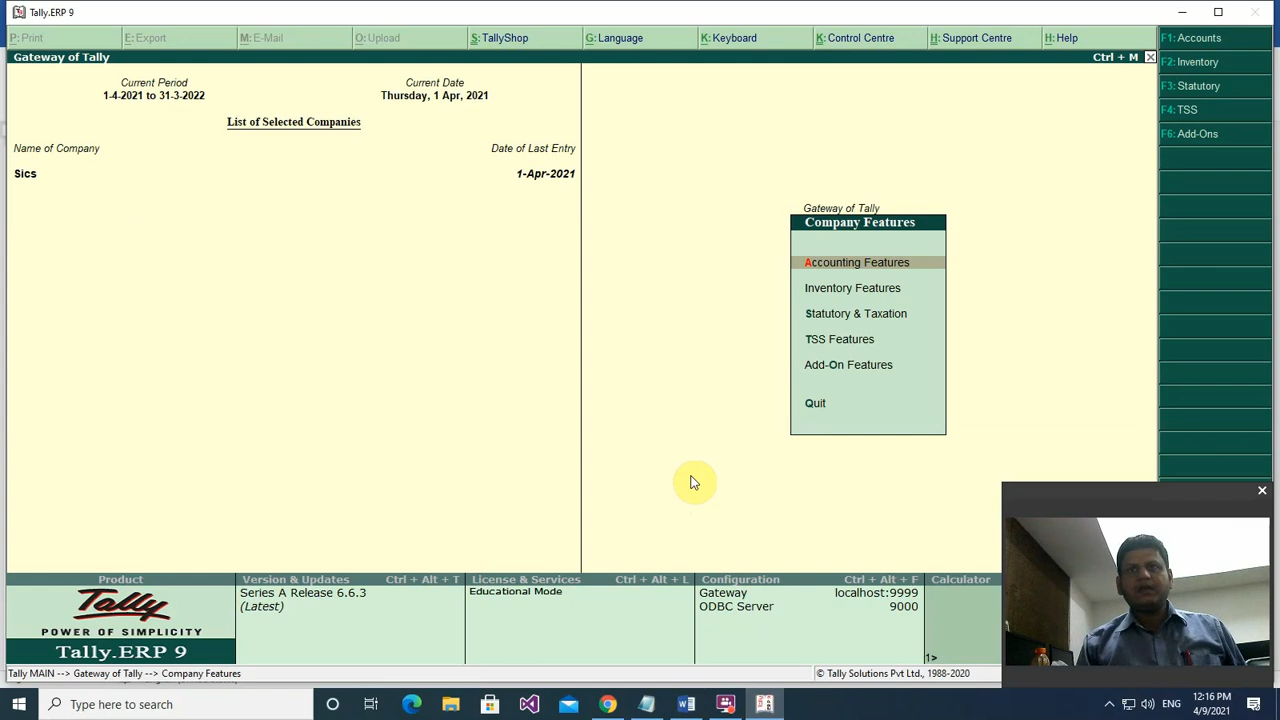 Tally.ERP 9
P: Print
E: Export
M: E-Mail
O: Upload
S: TallyShop
G: Language
K: Keyboard
K: Control Centre
H: Support Centre
H: Help
F1: Accounts
F2: Inventory
F3: Statutory
F4: TSS
F6: Add-Ons
Gateway of Tally
Ctrl + M
Current Period
Current Date
1-4-2021 to 31-3-2022
Thursday, 1 Apr, 2021
List of Selected Companies
Name of Company
Date of Last Entry
Sics
1-Apr-2021
Gateway of Tally
Company Features
Accounting Features
Inventory Features
Statutory & Taxation
TSS Features
Add-On Features
Quit
Product
Tally
POWER OF SIMPLICITY
Tally.ERP 9
Version & Updates Ctrl + Alt + T
Series A Release 6.6.3
(Latest)
License & Services Ctrl + Alt + L
Educational Mode
Configuration Ctrl + Alt + F
Gateway localhost:9999
ODBC Server 9000
Calculator
1>
Tally MAIN --> Gateway of Tally --> Company Features
© Tally Solutions Pvt Ltd., 1988-2020
Type here to search
ENG
12:16 PM
4/9/2021